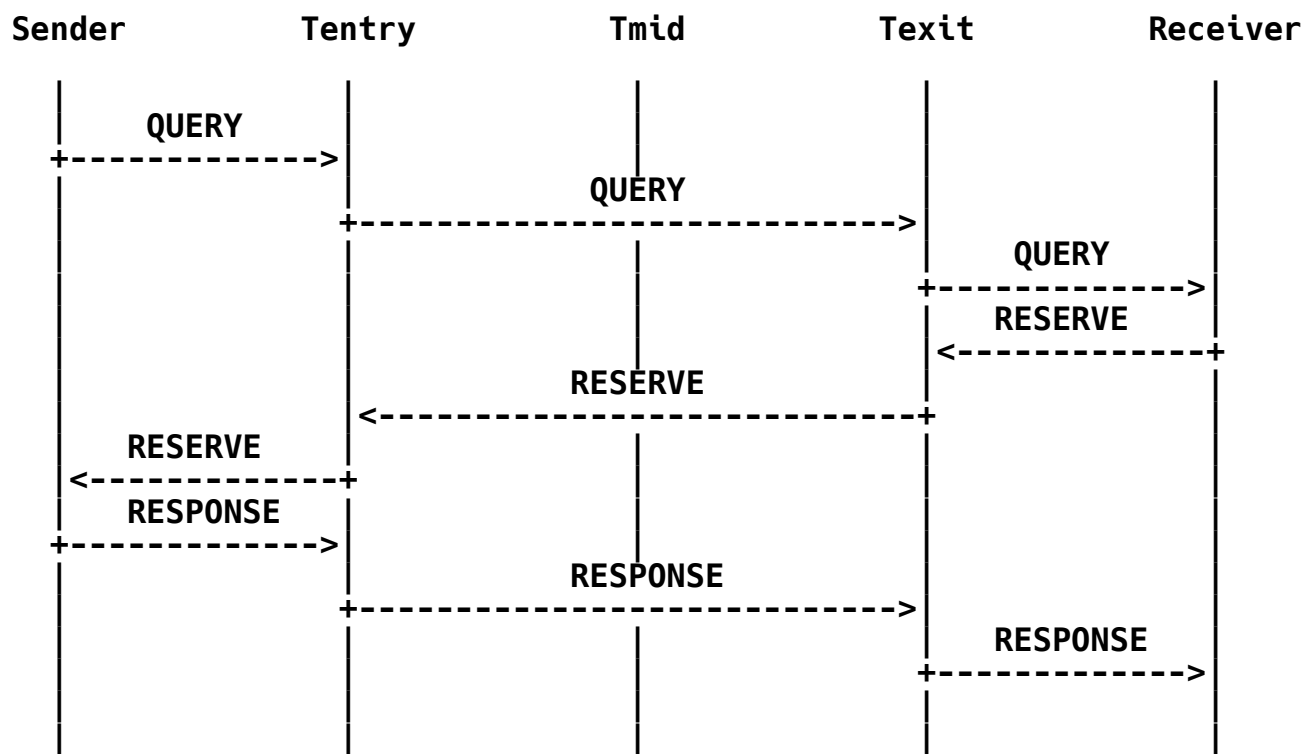 Sender Tentry Tmid Texit Receiver
QUERY
QUERY
QUERY
RESERVE
RESERVE
RESERVE
RESPONSE
RESPONSE
RESPONSE